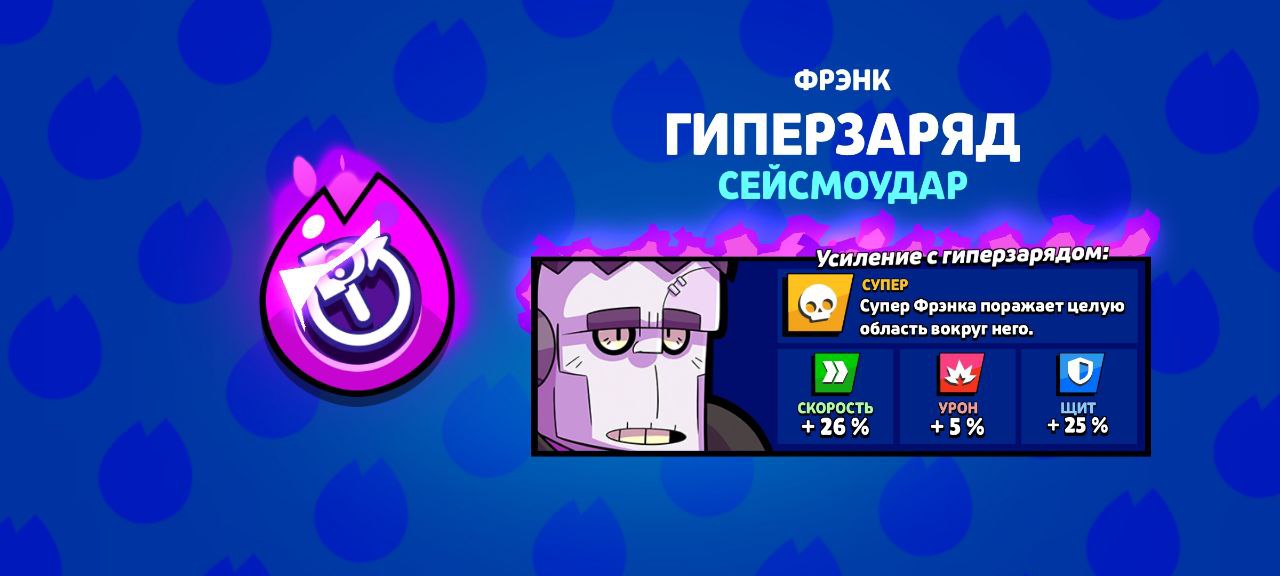 ФРЭНК
ГИПЕРЗАРЯД
СЕЙСМОУДАР
Усиление с гиперзарядом:
СУПЕР
Супер Фрэнка поражает целую
область вокруг него.
СКОРОСТЬ
+ 26 %
УРОН
+ 5 %
ЩИТ
+ 25 %